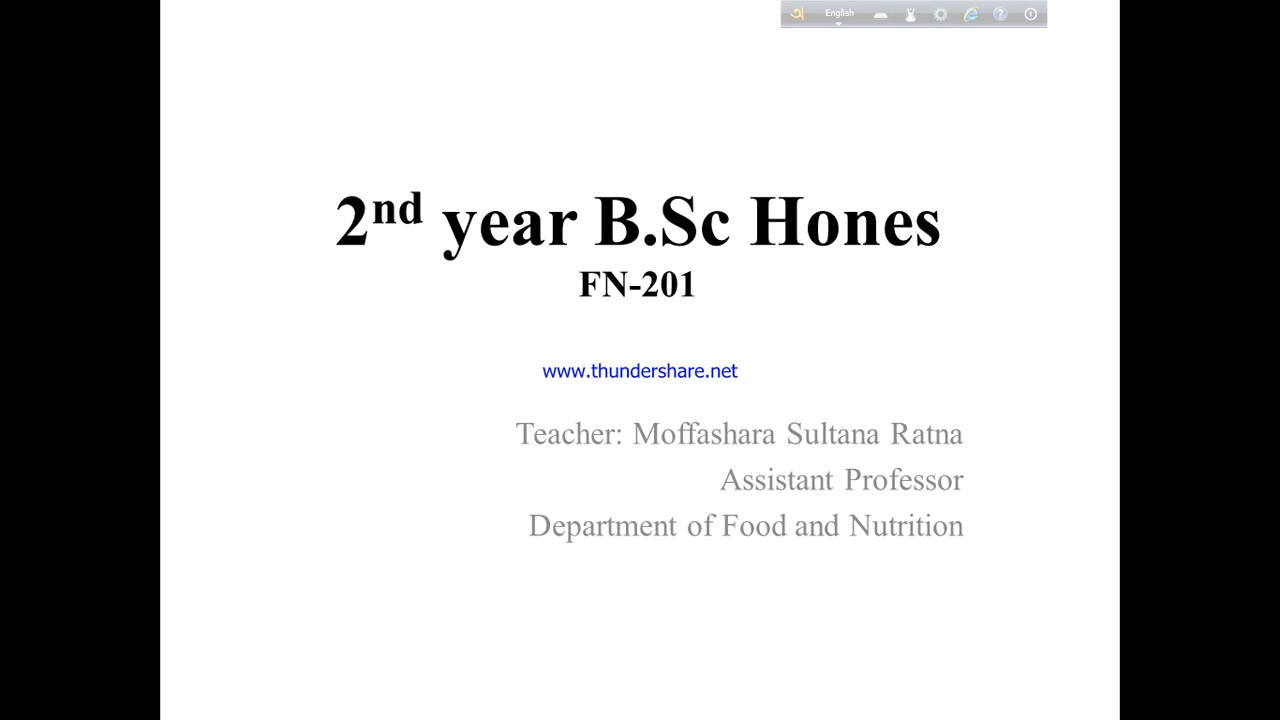 অ English
2nd year B.Sc Hones
FN-201
www.thundershare.net
Teacher: Moffashara Sultana Ratna
Assistant Professor
Department of Food and Nutrition